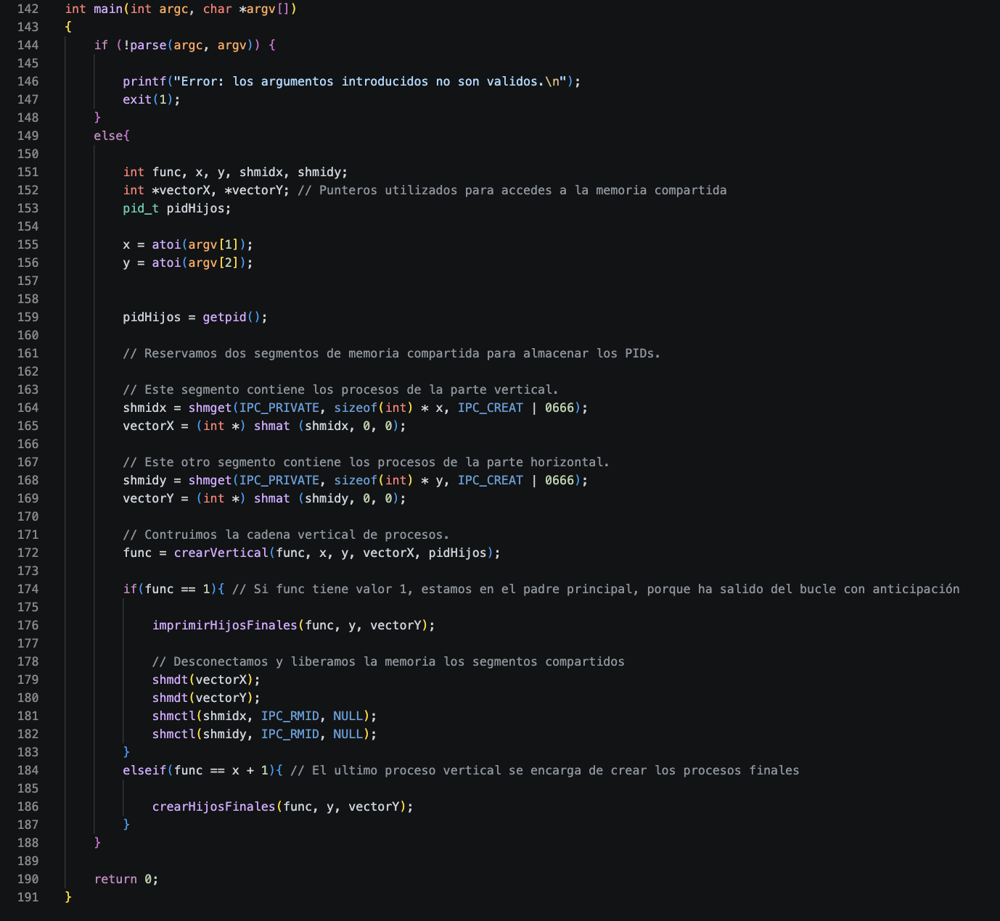 142 int main(int argc, char *argv[])
143 {
144     if (!parse(argc, argv)) {
145
146         printf("Error: los argumentos introducidos no son validos.\n");
147         exit(1);
148     }
149     else{
150
151         int func, x, y, shmidx, shmidy;
152         int *vectorX, *vectorY; // Punteros utilizados para accedes a la memoria compartida
153         pid_t pidHijos;
154
155         x = atoi(argv[1]);
156         y = atoi(argv[2]);
157
158
159         pidHijos = getpid();
160
161         // Reservamos dos segmentos de memoria compartida para almacenar los PIDs.
162
163         // Este segmento contiene los procesos de la parte vertical.
164         shmidx = shmget(IPC_PRIVATE, sizeof(int) * x, IPC_CREAT | 0666);
165         vectorX = (int *) shmat (shmidx, 0, 0);
166
167         // Este otro segmento contiene los procesos de la parte horizontal.
168         shmidy = shmget(IPC_PRIVATE, sizeof(int) * y, IPC_CREAT | 0666);
169         vectorY = (int *) shmat (shmidy, 0, 0);
170
171         // Contruimos la cadena vertical de procesos.
172         func = crearVertical(func, x, y, vectorX, pidHijos);
173
174         if(func == 1){ // Si func tiene valor 1, estamos en el padre principal, porque ha salido del bucle con anticipación
175
176             imprimirHijosFinales(func, y, vectorY);
177
178             // Desconectamos y liberamos la memoria los segmentos compartidos
179             shmdt(vectorX);
180             shmdt(vectorY);
181             shmctl(shmidx, IPC_RMID, NULL);
182             shmctl(shmidy, IPC_RMID, NULL);
183         }
184         elseif(func == x + 1){ // El ultimo proceso vertical se encarga de crear los procesos finales
185
186             crearHijosFinales(func, y, vectorY);
187         }
188     }
189
190     return 0;
191 }